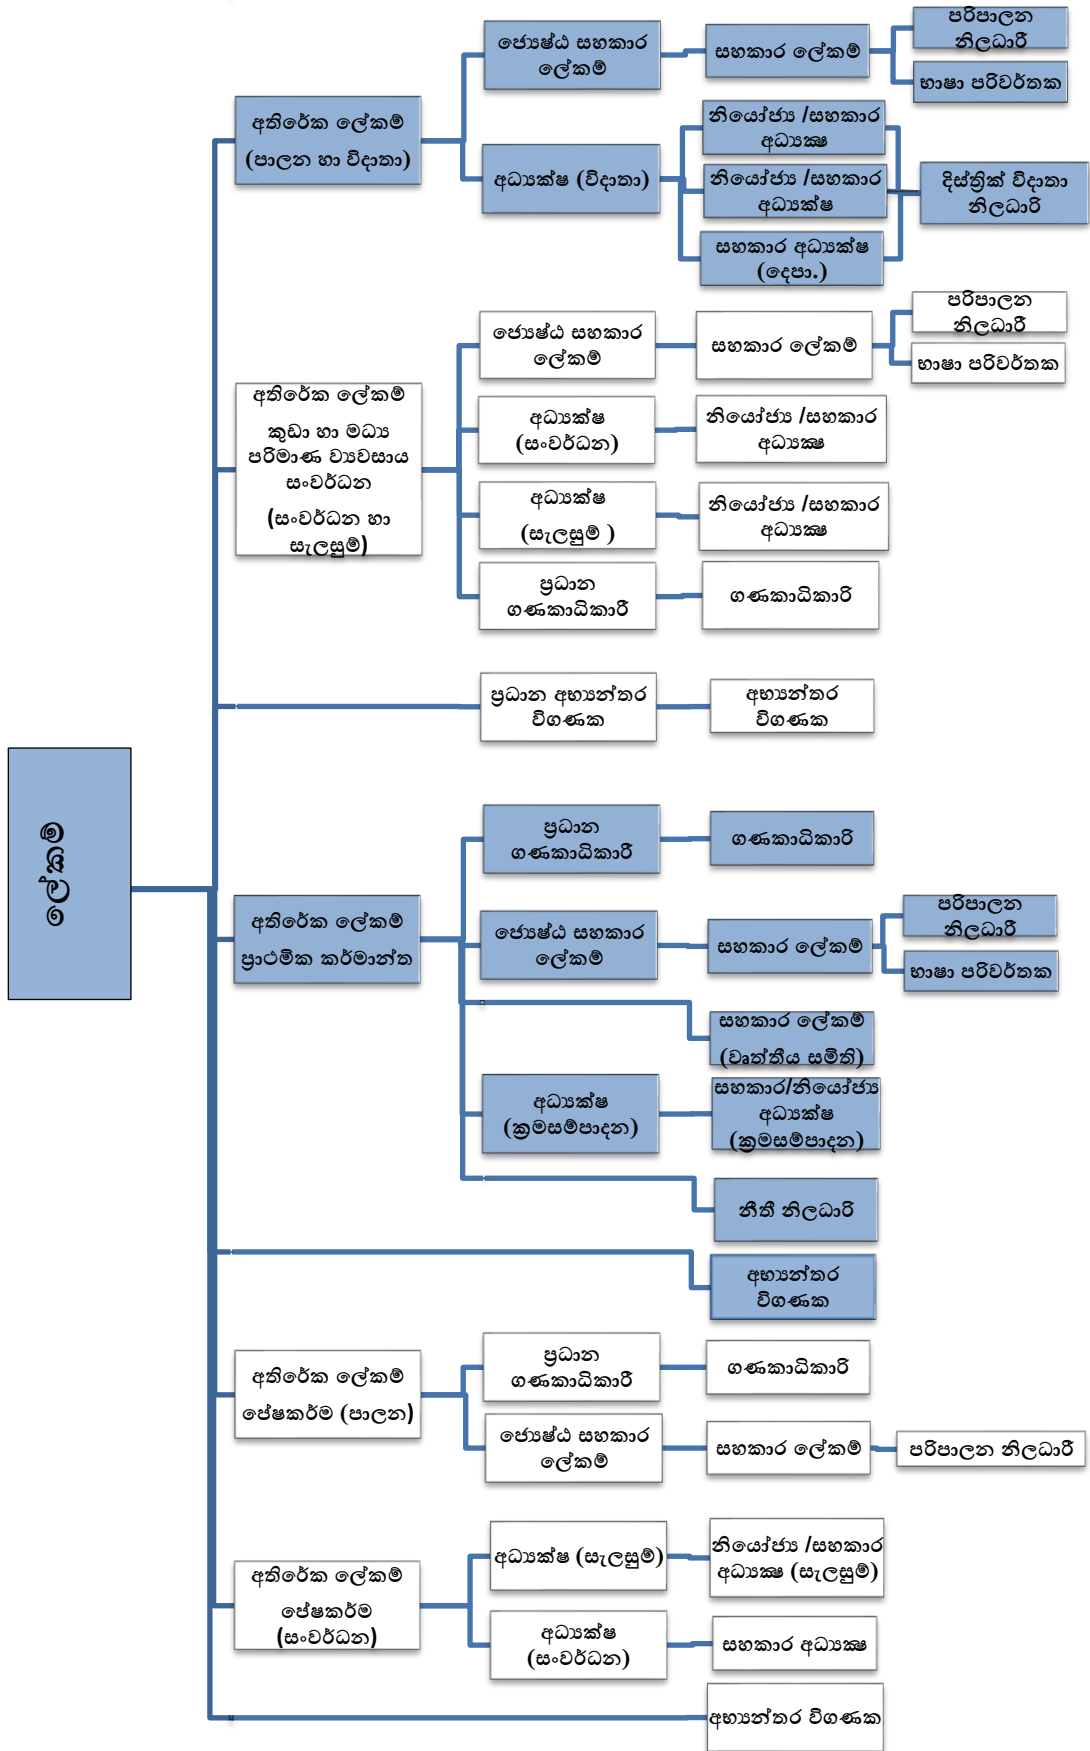 ලේකම්
අතිරේක ලේකම්
(පාලන හා විදාතා)
ජ්‍යෙෂ්ඨ සහකාර
ලේකම්
සහකාර ලේකම්
පරිපාලන
නිලධාරී
භාෂා පරිවර්තක
අධ්‍යක්ෂ (විදාතා)
නියෝජ්‍ය /සහකාර
අධ්‍යක්ෂ
නියෝජ්‍ය /සහකාර
අධ්‍යක්ෂ
සහකාර අධ්‍යක්ෂ
(දෙපා.)
දිස්ත්‍රික් විදාතා
නිලධාරි
අතිරේක ලේකම්
කුඩා හා මධ්‍ය
පරිමාණ ව්‍යවසාය
සංවර්ධන
(සංවර්ධන හා
සැලසුම්)
ජ්‍යෙෂ්ඨ සහකාර
ලේකම්
සහකාර ලේකම්
පරිපාලන
නිලධාරී
භාෂා පරිවර්තක
අධ්‍යක්ෂ
(සංවර්ධන)
නියෝජ්‍ය /සහකාර
අධ්‍යක්ෂ
අධ්‍යක්ෂ
(සැලසුම් )
නියෝජ්‍ය /සහකාර
අධ්‍යක්ෂ
ප්‍රධාන
ගණකාධිකාරී
ගණකාධිකාරි
ප්‍රධාන අභ්‍යන්තර
විගණක
අභ්‍යන්තර
විගණක
අතිරේක ලේකම්
ප්‍රාථමික කර්මාන්ත
ප්‍රධාන
ගණකාධිකාරී
ගණකාධිකාරි
ජ්‍යෙෂ්ඨ සහකාර
ලේකම්
සහකාර ලේකම්
පරිපාලන
නිලධාරී
භාෂා පරිවර්තක
සහකාර ලේකම්
(වෘත්තීය සමිති)
අධ්‍යක්ෂ
(ක්‍රමසම්පාදන)
සහකාර/නියෝජ්‍ය
අධ්‍යක්ෂ
(ක්‍රමසම්පාදන)
නීතී නිලධාරි
අභ්‍යන්තර
විගණක
අතිරේක ලේකම්
පේෂකර්ම (පාලන)
ප්‍රධාන
ගණකාධිකාරී
ගණකාධිකාරි
ජ්‍යෙෂ්ඨ සහකාර
ලේකම්
සහකාර ලේකම්
පරිපාලන නිලධාරී
අතිරේක ලේකම්
පේෂකර්ම
(සංවර්ධන)
අධ්‍යක්ෂ (සැලසුම්)
නියෝජ්‍ය /සහකාර
අධ්‍යක්ෂ (සැලසුම්)
අධ්‍යක්ෂ
(සංවර්ධන)
සහකාර අධ්‍යක්ෂ
අභ්‍යන්තර විගණක